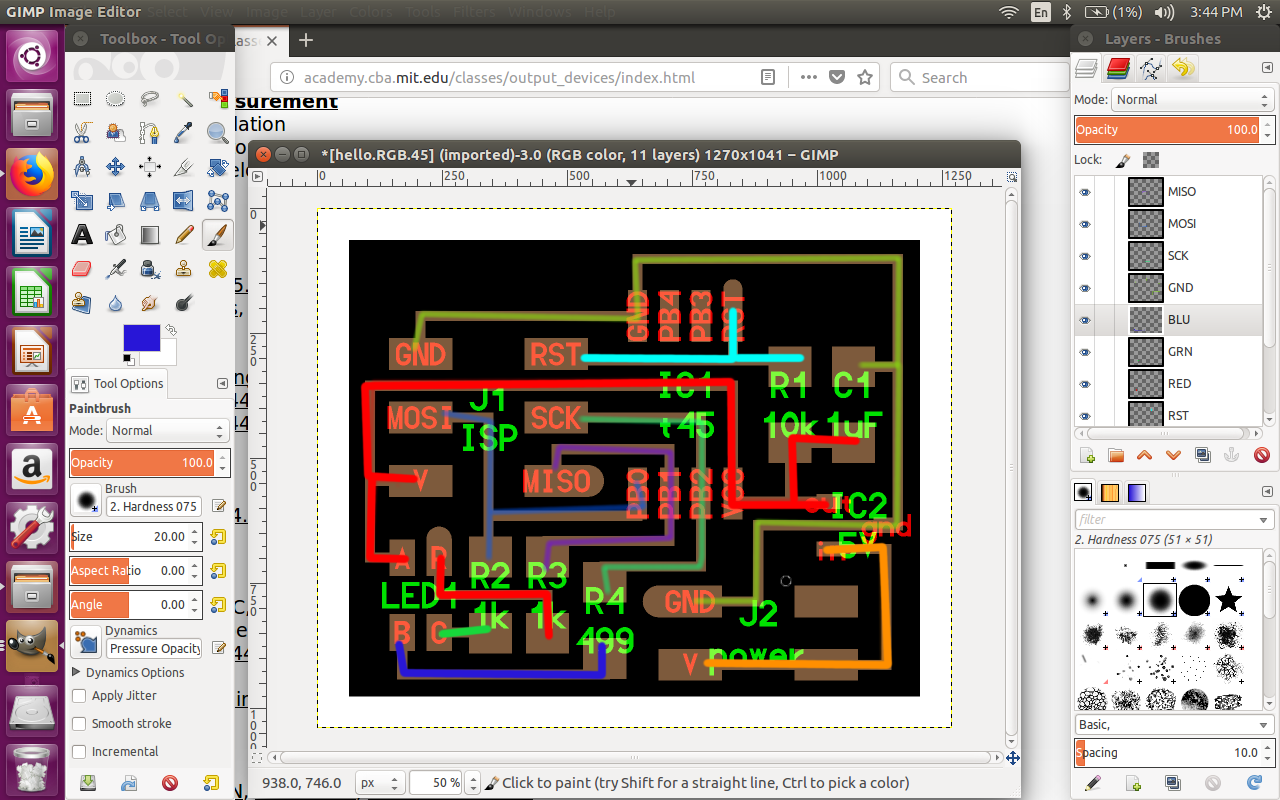 GIMP Image Editor Select View Image Layer Colors Tools Filters Windows Help
En (1%) 3:44 PM
Toolbox - Tool Op
Layers - Brushes
academy.cba.mit.edu/classes/output_devices/index.html
Search
surement
lation
*[hello.RGB.45] (imported)-3.0 (RGB color, 11 layers) 1270x1041 – GIMP
0 250 500 750 1000 1250
GND PB4 PB3 RST
GND RST R1 C1
IC1
J1
MOSI SCK 10k 1uF
t45
ISP
V MISO
PB0 PB1 PB2 VCC
IC2
gnd
in 5V
A R
R2 R3
LED1 R4 GND
1k 1k J2
B C 499
V power
938.0, 746.0 px 50 % Click to paint (try Shift for a straight line, Ctrl to pick a color)
Tool Options
Paintbrush
Mode: Normal
Opacity 100.0
Brush
2. Hardness 075
Size 20.00
Aspect Ratio 0.00
Angle 0.00
Dynamics
Pressure Opacity
Dynamics Options
Apply Jitter
Smooth stroke
Incremental
Mode: Normal
Opacity 100.0
Lock:
MISO
MOSI
SCK
GND
BLU
GRN
RED
RST
filter
2. Hardness 075 (51 × 51)
Basic,
Spacing 10.0